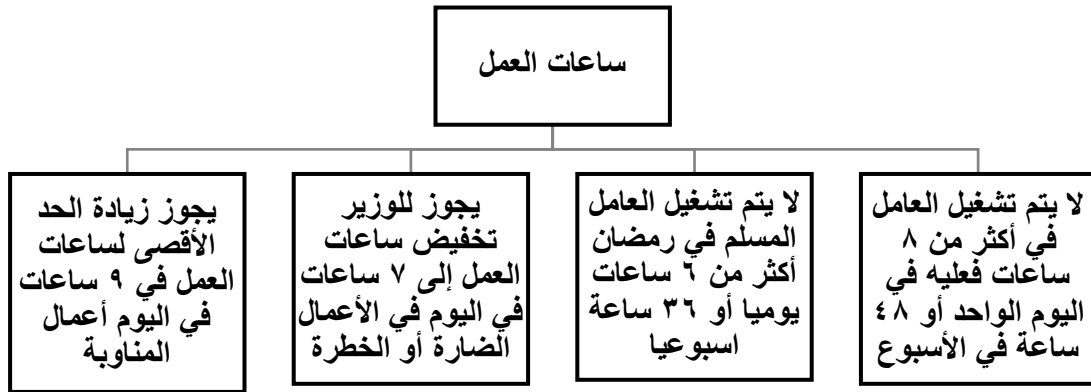 ساعات العمل
لا يتم تشغيل العامل
في أكثر من ٨
ساعات فعليه في
اليوم الواحد أو ٤٨
ساعة في الأسبوع
لا يتم تشغيل العامل
المسلم في رمضان
أكثر من ٦ ساعات
يوميا أو ٣٦ ساعة
اسبوعيا
يجوز للوزير
تخفيض ساعات
العمل إلى ٧ ساعات
في اليوم في الأعمال
الضارة أو الخطرة
يجوز زيادة الحد
الأقصى لساعات
العمل في ٩ ساعات
في اليوم أعمال
المناوبة